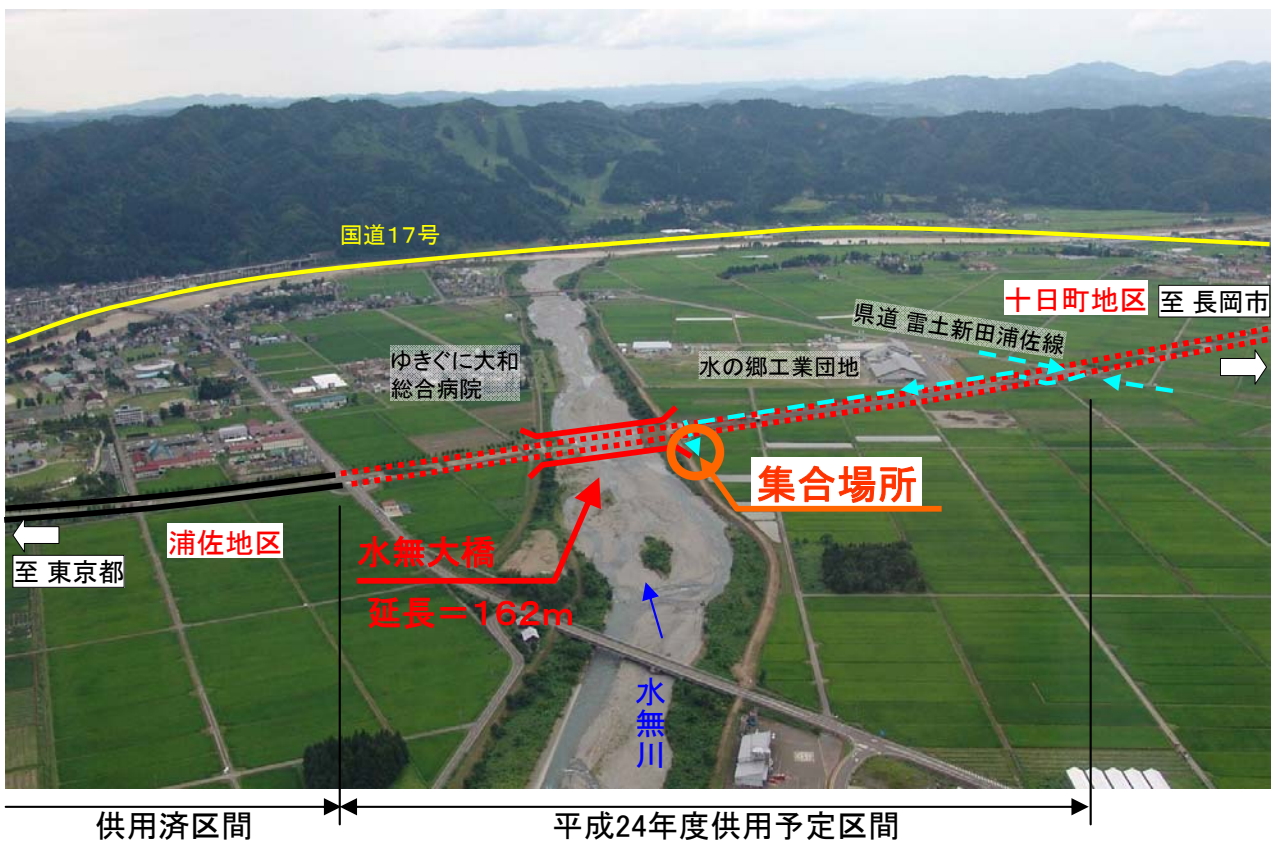 国道17号
十日町地区
至 長岡市
県道 雷土新田浦佐線
ゆきぐに大和
総合病院
水の郷工業団地
集合場所
浦佐地区
至 東京都
水無大橋
延長＝162m
水無川
供用済区間
平成24年度供用予定区間